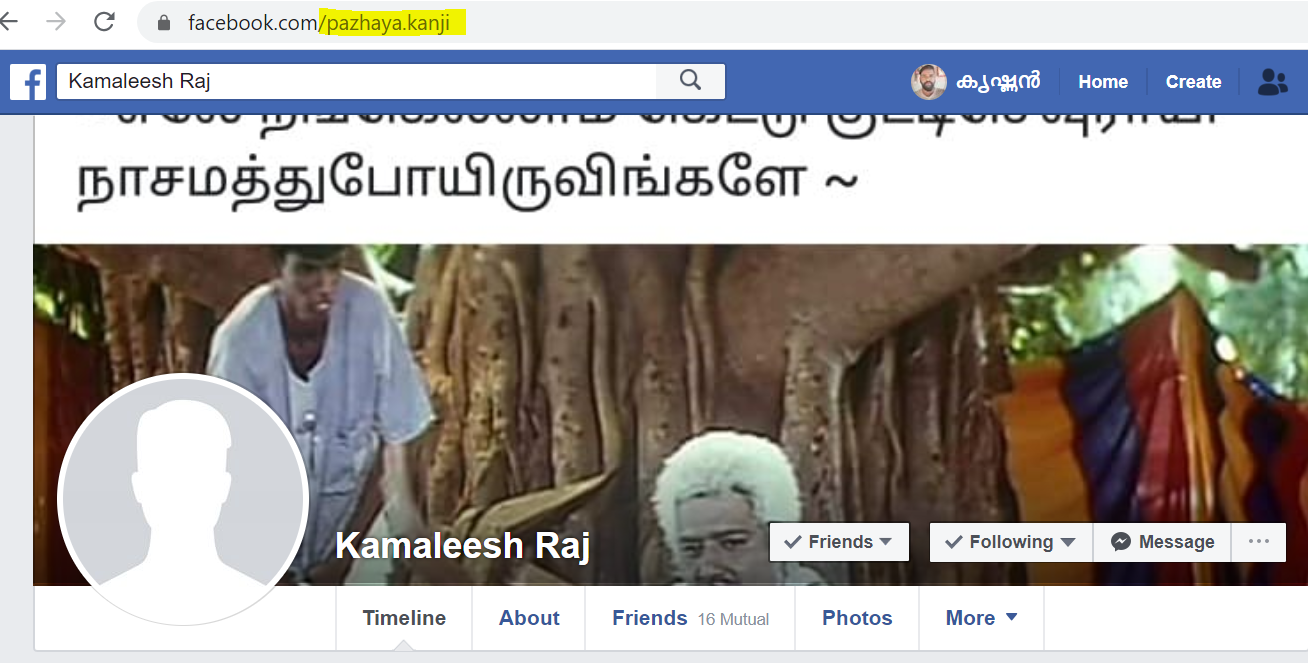 facebook.com/pazhaya.kanji
Kamaleesh Raj
കൃഷ്ണൻ
Home
Create
நாசமத்துபோயிருவிங்களே ~
Kamaleesh Raj
Friends
Following
Message
Timeline
About
Friends 16 Mutual
Photos
More